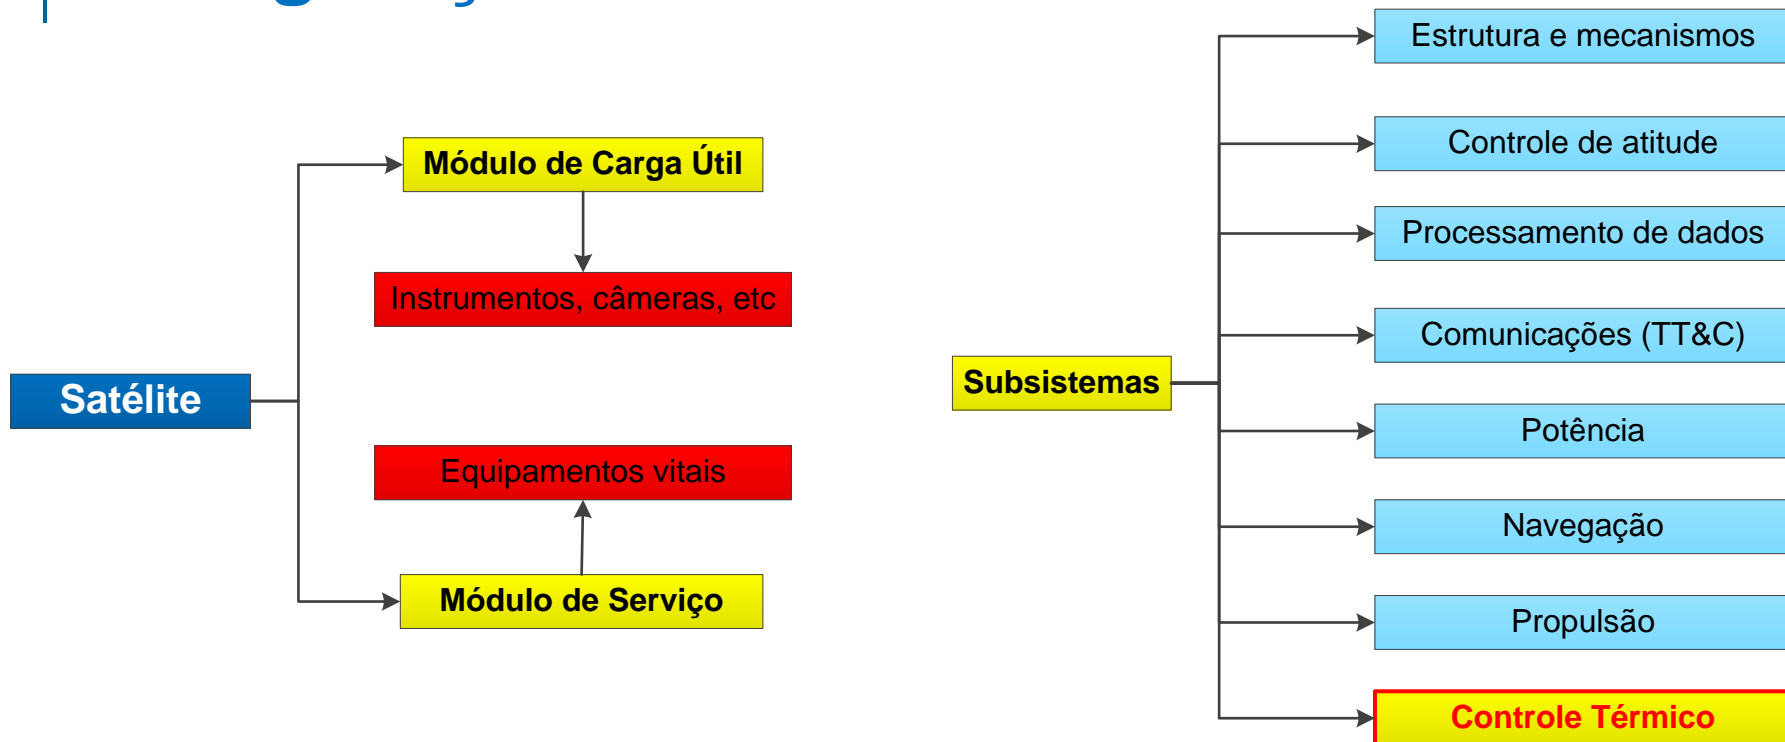 Módulo de Carga Útil
Instrumentos, câmeras, etc
Satélite
Equipamentos vitais
Módulo de Serviço
Subsistemas
Estrutura e mecanismos
Controle de atitude
Processamento de dados
Comunicações (TT&C)
Potência
Navegação
Propulsão
Controle Térmico